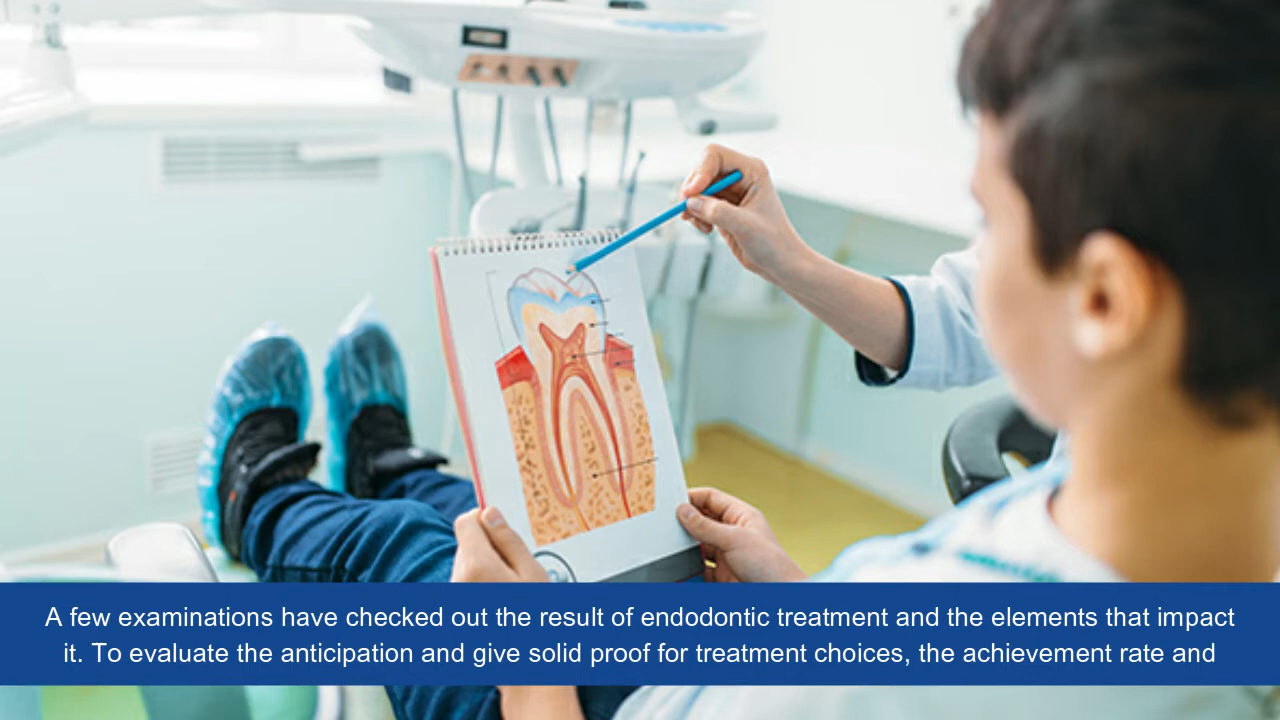 A few examinations have checked out the result of endodontic treatment and the elements that impact
it. To evaluate the anticipation and give solid proof for treatment choices, the achievement rate and